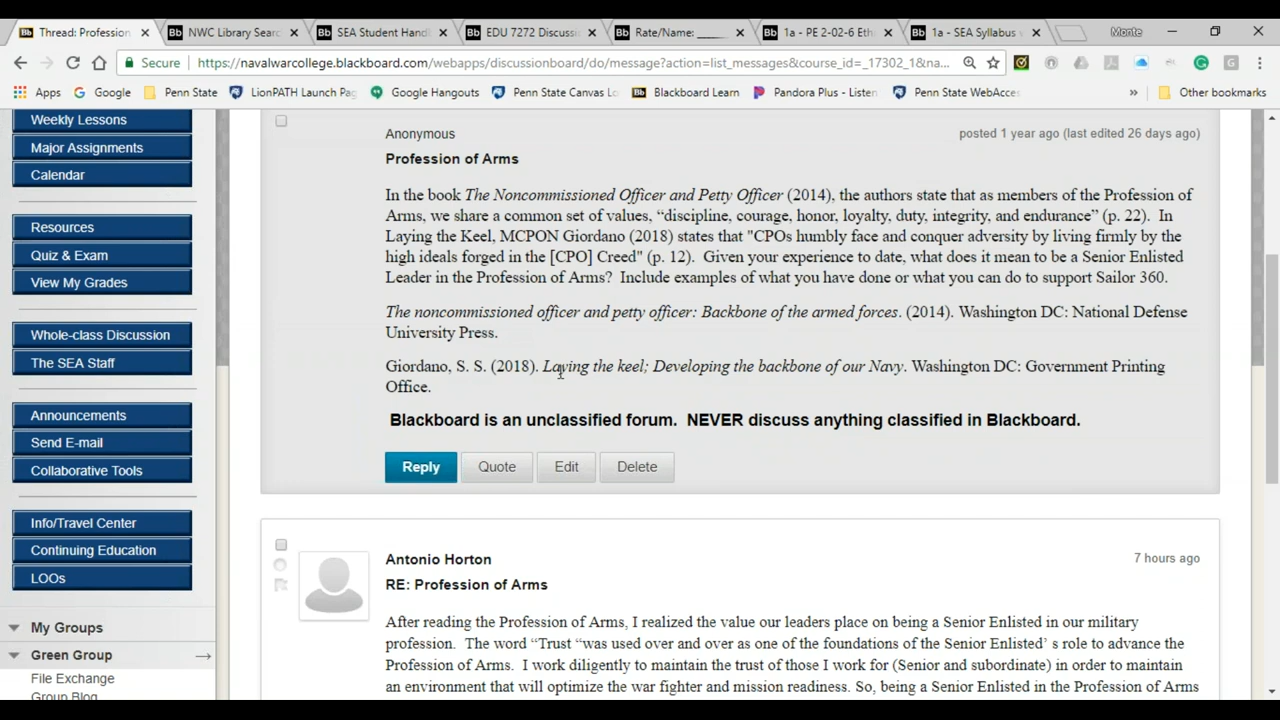 Thread: Profession
NWC Library Searc
SEA Student Hand
EDU 7272 Discussi
Rate/Name: _____
1a - PE 2-02-6 Eth
1a - SEA Syllabus v
Monte
Secure
https://navalwarcollege.blackboard.com/webapps/discussionboard/do/message?action=list_messages&course_id=_17302_1&na...
Apps
Google
Penn State
LionPATH Launch Pag
Google Hangouts
Penn State Canvas Lo
Blackboard Learn
Pandora Plus - Listen
Penn State WebAcces
»
Other bookmarks
Weekly Lessons
Major Assignments
Calendar
Resources
Quiz & Exam
View My Grades
Whole-class Discussion
The SEA Staff
Announcements
Send E-mail
Collaborative Tools
Info/Travel Center
Continuing Education
LOOs
My Groups
Green Group
File Exchange
Group Blog
Anonymous
posted 1 year ago (last edited 26 days ago)
Profession of Arms
In the book The Noncommissioned Officer and Petty Officer (2014), the authors state that as members of the Profession of
Arms, we share a common set of values, “discipline, courage, honor, loyalty, duty, integrity, and endurance” (p. 22). In
Laying the Keel, MCPON Giordano (2018) states that "CPOs humbly face and conquer adversity by living firmly by the
high ideals forged in the [CPO] Creed" (p. 12). Given your experience to date, what does it mean to be a Senior Enlisted
Leader in the Profession of Arms? Include examples of what you have done or what you can do to support Sailor 360.
The noncommissioned officer and petty officer: Backbone of the armed forces. (2014). Washington DC: National Defense
University Press.
Giordano, S. S. (2018). Laying the keel; Developing the backbone of our Navy. Washington DC: Government Printing
Office.
Blackboard is an unclassified forum. NEVER discuss anything classified in Blackboard.
Reply
Quote
Edit
Delete
Antonio Horton
7 hours ago
RE: Profession of Arms
After reading the Profession of Arms, I realized the value our leaders place on being a Senior Enlisted in our military
profession. The word “Trust “was used over and over as one of the foundations of the Senior Enlisted’ s role to advance the
Profession of Arms. I work diligently to maintain the trust of those I work for (Senior and subordinate) in order to maintain
an environment that will optimize the war fighter and mission readiness. So, being a Senior Enlisted in the Profession of Arms